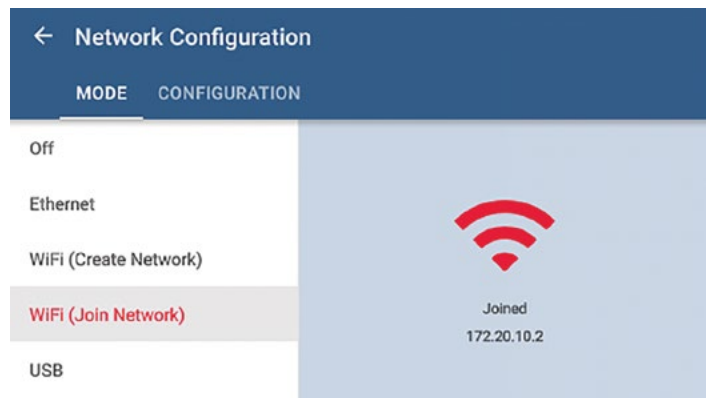 Network Configuration
MODE CONFIGURATION
Off
Ethernet
WiFi (Create Network)
WiFi (Join Network)
USB
Joined
172.20.10.2